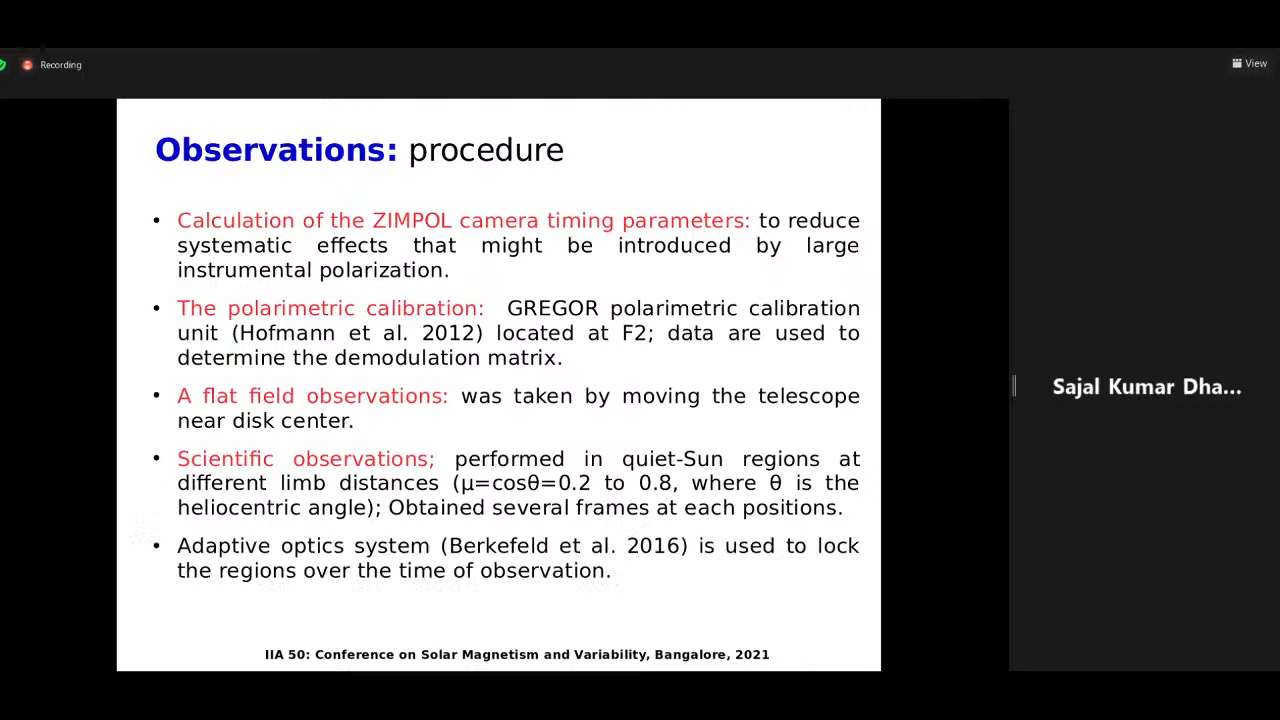 Recording
View
Observations: procedure
• Calculation of the ZIMPOL camera timing parameters: to reduce
systematic effects that might be introduced by large
instrumental polarization.
• The polarimetric calibration: GREGOR polarimetric calibration
unit (Hofmann et al. 2012) located at F2; data are used to
determine the demodulation matrix.
• A flat field observations: was taken by moving the telescope
near disk center.
• Scientific observations; performed in quiet-Sun regions at
different limb distances (μ=cosθ=0.2 to 0.8, where θ is the
heliocentric angle); Obtained several frames at each positions.
• Adaptive optics system (Berkefeld et al. 2016) is used to lock
the regions over the time of observation.
IIA 50: Conference on Solar Magnetism and Variability, Bangalore, 2021
Sajal Kumar Dha...